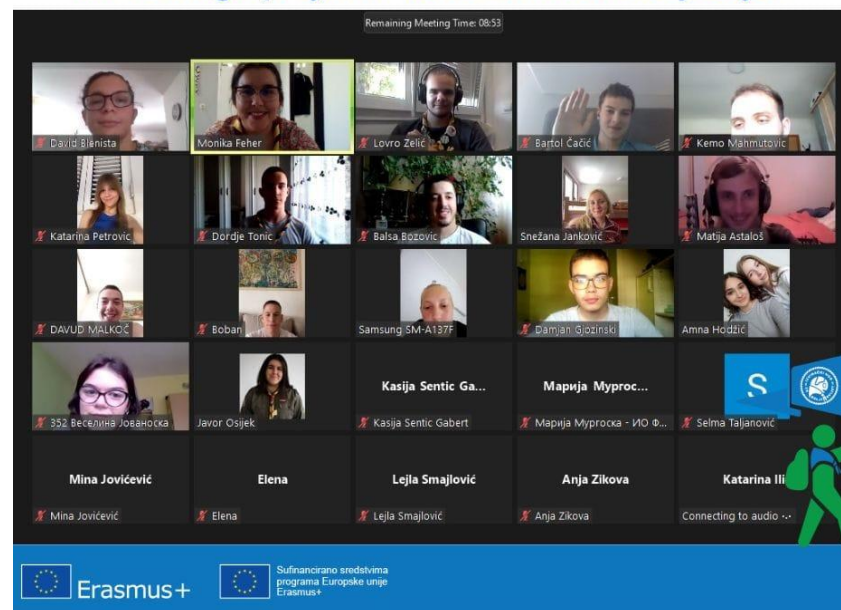 Remaining Meeting Time: 08:53
David Blenista
Monika Feher
Lovro Zelić
Bartol Čačić
Kemo Mahmutovic
Katarina Petrovic
Dordje Tonic
Balsa Bozovic
Snežana Janković
Matija Astaloš
DAVUD MALKOČ
Boban
Samsung SM-A137F
Damjan Gjozinski
Amna Hodžić
352 Веселина Јованоска
Javor Osijek
Kasija Sentic Ga...
Kasija Sentic Gabert
Марија Мургос...
Марија Мургоска - ИО Ф...
S
Selma Taljanović
Mina Jovićević
Mina Jovićević
Elena
Elena
Lejla Smajlović
Lejla Smajlović
Anja Zikova
Anja Zikova
Katarina Ili
Connecting to audio ...
Erasmus+
Sufinancirano sredstvima
programa Europske unije
Erasmus+